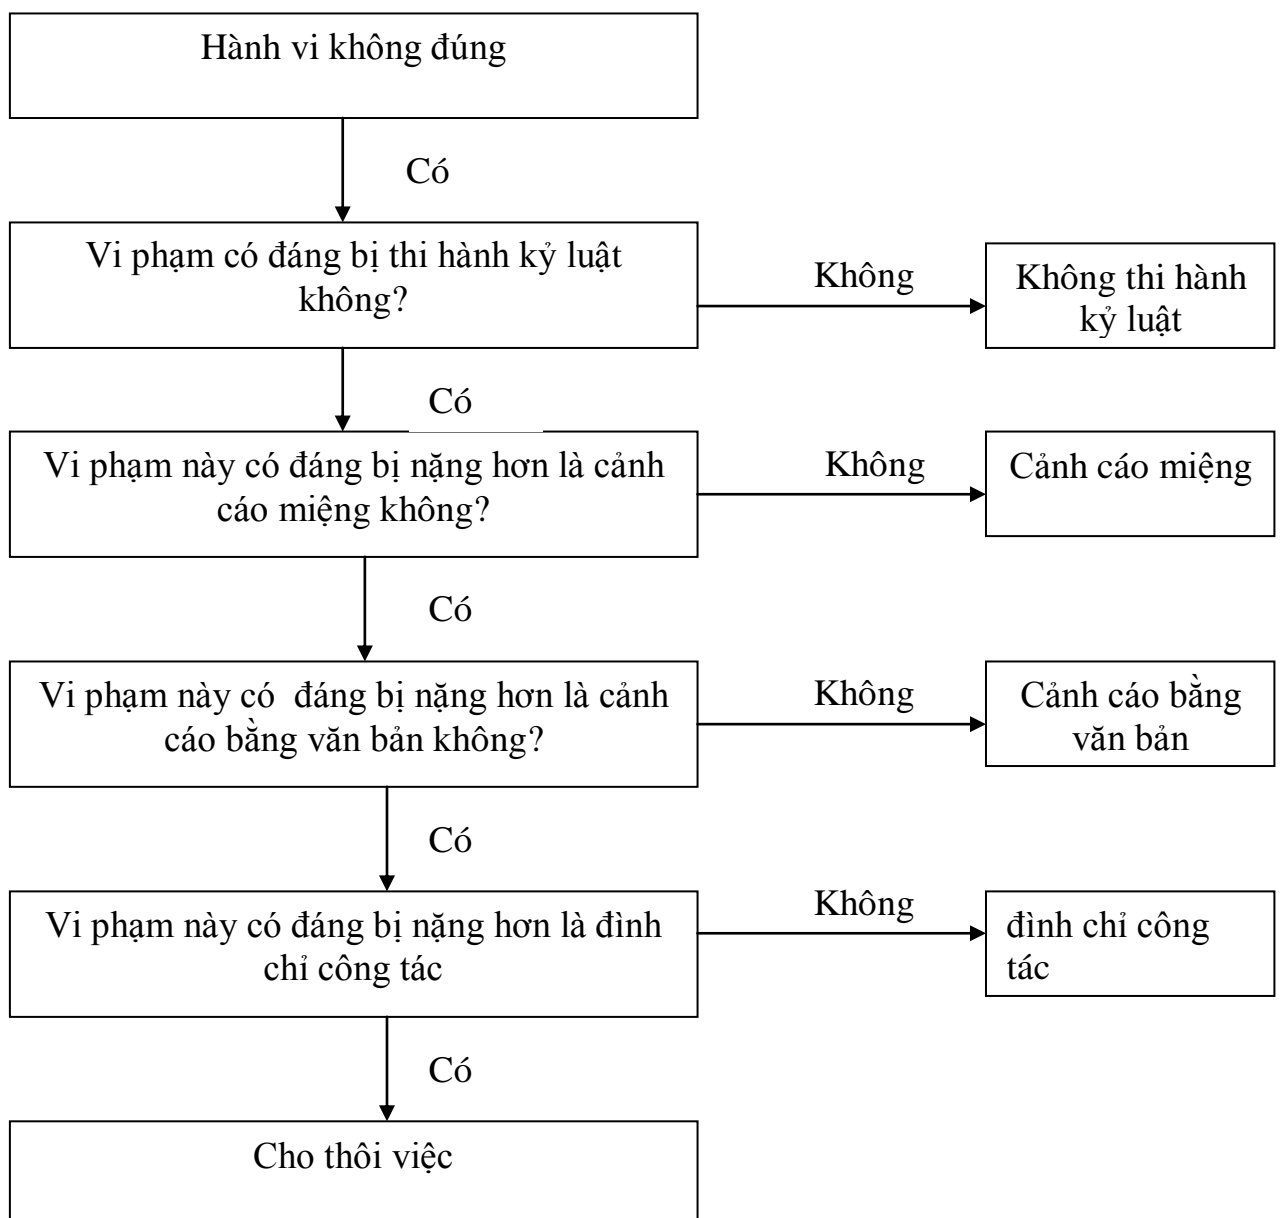 Hành vi không đúng
Có
Vi phạm có đáng bị thi hành kỷ luật
không?
Không
Không thi hành
kỷ luật
Có
Vi phạm này có đáng bị nặng hơn là cảnh
cáo miệng không?
Không
Cảnh cáo miệng
Có
Vi phạm này có  đáng bị nặng hơn là cảnh
cáo bằng văn bản không?
Không
Cảnh cáo bằng
văn bản
Có
Vi phạm này có đáng bị nặng hơn là đình
chỉ công tác
Không
đình chỉ công
tác
Có
Cho thôi việc